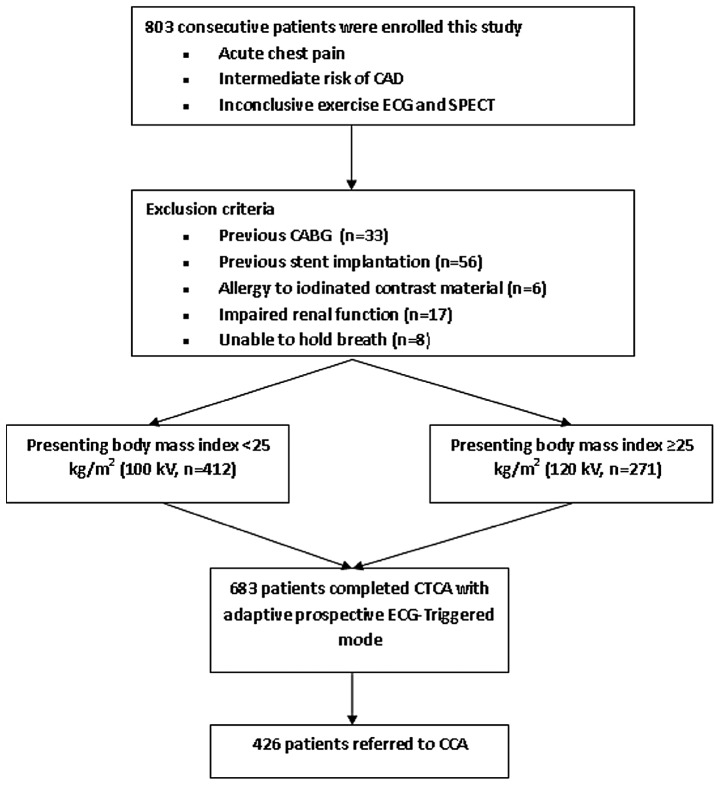 803 consecutive patients were enrolled this study
▪ Acute chest pain
▪ Intermediate risk of CAD
▪ Inconclusive exercise ECG and SPECT
Exclusion criteria
▪ Previous CABG (n=33)
▪ Previous stent implantation (n=56)
▪ Allergy to iodinated contrast material (n=6)
▪ Impaired renal function (n=17)
▪ Unable to hold breath (n=8)
Presenting body mass index <25
kg/m² (100 kV, n=412)
Presenting body mass index ≥25
kg/m² (120 kV, n=271)
683 patients completed CTCA with
adaptive prospective ECG-Triggered
mode
426 patients referred to CCA